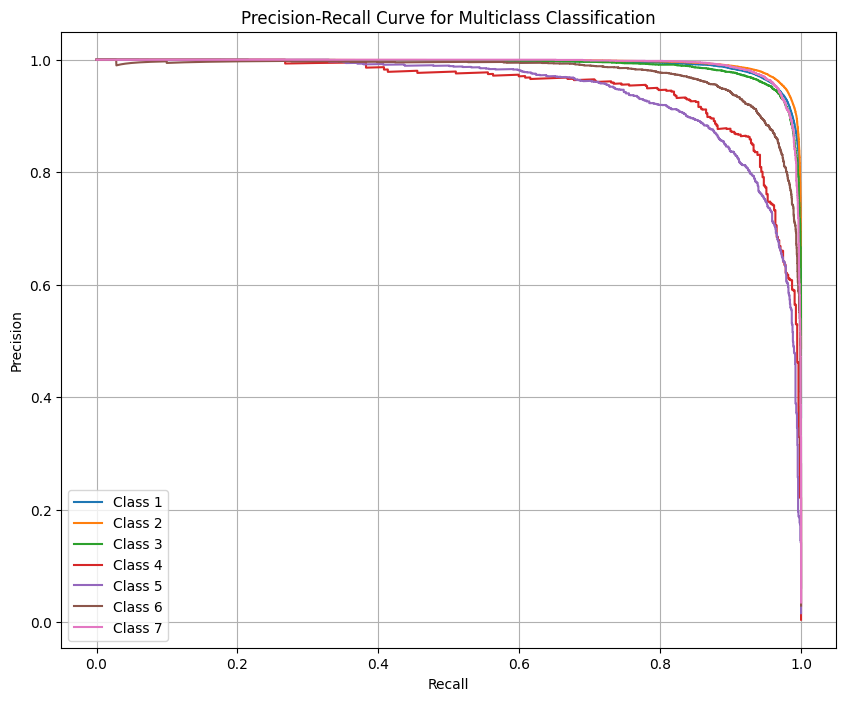 Precision-Recall Curve for Multiclass Classification
1.0
0.8
0.6
0.4
0.2
0.0
Precision
Class 1
Class 2
Class 3
Class 4
Class 5
Class 6
Class 7
0.0 0.2 0.4 0.6 0.8 1.0
Recall